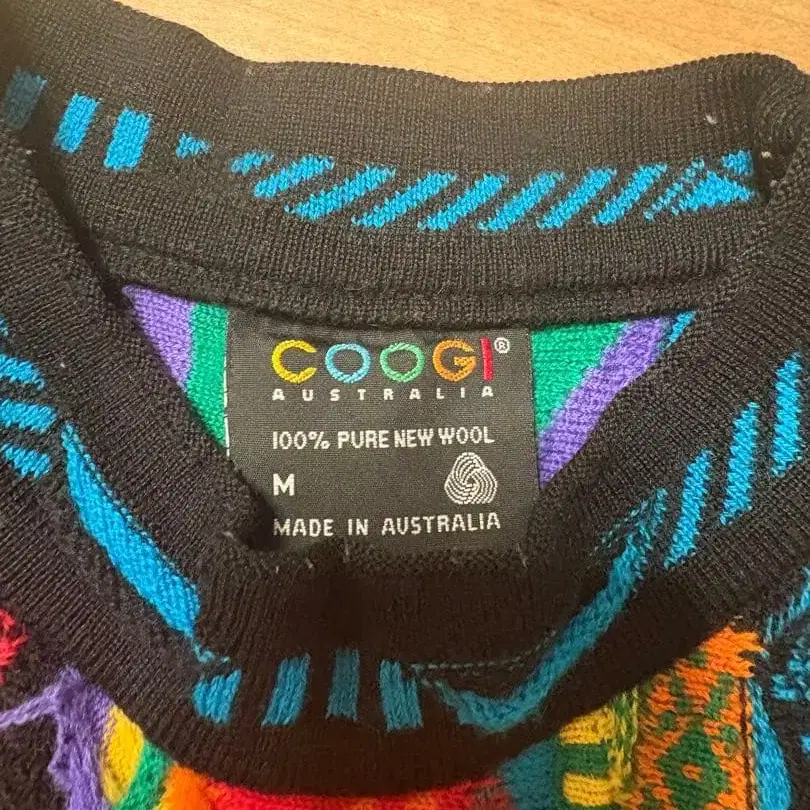 COOGI®
AUSTRALIA
100% PURE NEW WOOL
M
MADE IN AUSTRALIA